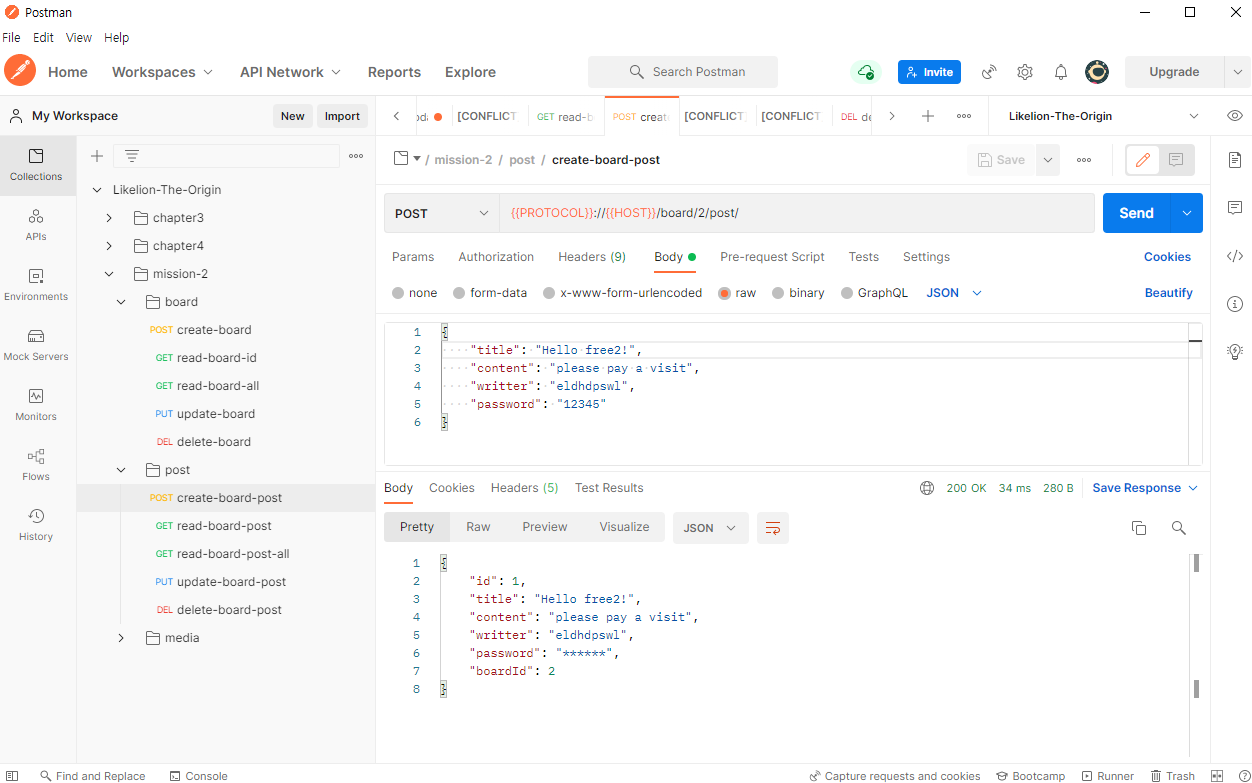 Postman
File Edit View Help
Home Workspaces API Network Reports Explore Search Postman Invite Upgrade
My Workspace New Import
[CONFLICT GET read-b POST creat [CONFLICT [CONFLICT DEL de Likelion-The-Origin
Collections
APIs
Environments
Mock Servers
Monitors
Flows
History
Likelion-The-Origin
chapter3
chapter4
mission-2
board
POST create-board
GET read-board-id
GET read-board-all
PUT update-board
DEL delete-board
post
POST create-board-post
GET read-board-post
GET read-board-post-all
PUT update-board-post
DEL delete-board-post
media
/ mission-2 / post / create-board-post Save
POST {{PROTOCOL}}://{{HOST}}/board/2/post/ Send
Params Authorization Headers (9) Body Pre-request Script Tests Settings Cookies
none form-data x-www-form-urlencoded raw binary GraphQL JSON Beautify
1 {
2 "title": "Hello free2!",
3 "content": "please pay a visit",
4 "writter": "eldhdpswl",
5 "password": "12345"
6 }
Body Cookies Headers (5) Test Results 200 OK 34 ms 280 B Save Response
Pretty Raw Preview Visualize JSON
1 {
2 "id": 1,
3 "title": "Hello free2!",
4 "content": "please pay a visit",
5 "writter": "eldhdpswl",
6 "password": "******",
7 "boardId": 2
8 }
Find and Replace Console Capture requests and cookies Bootcamp Runner Trash